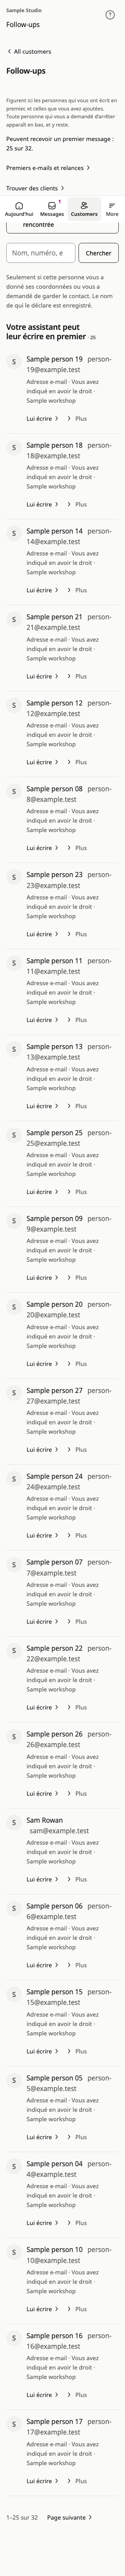 Sample Studio
Follow-ups
?
All customers
Follow-ups
Figurent ici les personnes qui vous ont écrit en
premier, et celles que vous avez ajoutées.
Toute personne qui vous a demandé d'arrêter
apparaît en bas, et y reste.
Peuvent recevoir un premier message :
25 sur 32.
Premiers e-mails et relances
Trouver des clients
1
Aujourd'hui Messages Customers More
rencontrée
Nom, numéro, e Chercher
Seulement si cette personne vous a
donné ses coordonnées ou vous a
demandé de garder le contact. Le nom
de qui le déclare est enregistré.
Votre assistant peut
leur écrire en premier · 25
S Sample person 19 person-
19@example.test
Adresse e-mail · Vous avez
indiqué en avoir le droit ·
Sample workshop
Lui écrire Plus
S Sample person 18 person-
18@example.test
Adresse e-mail · Vous avez
indiqué en avoir le droit ·
Sample workshop
Lui écrire Plus
S Sample person 14 person-
14@example.test
Adresse e-mail · Vous avez
indiqué en avoir le droit ·
Sample workshop
Lui écrire Plus
S Sample person 21 person-
21@example.test
Adresse e-mail · Vous avez
indiqué en avoir le droit ·
Sample workshop
Lui écrire Plus
S Sample person 12 person-
12@example.test
Adresse e-mail · Vous avez
indiqué en avoir le droit ·
Sample workshop
Lui écrire Plus
S Sample person 08 person-
8@example.test
Adresse e-mail · Vous avez
indiqué en avoir le droit ·
Sample workshop
Lui écrire Plus
S Sample person 23 person-
23@example.test
Adresse e-mail · Vous avez
indiqué en avoir le droit ·
Sample workshop
Lui écrire Plus
S Sample person 11 person-
11@example.test
Adresse e-mail · Vous avez
indiqué en avoir le droit ·
Sample workshop
Lui écrire Plus
S Sample person 13 person-
13@example.test
Adresse e-mail · Vous avez
indiqué en avoir le droit ·
Sample workshop
Lui écrire Plus
S Sample person 25 person-
25@example.test
Adresse e-mail · Vous avez
indiqué en avoir le droit ·
Sample workshop
Lui écrire Plus
S Sample person 09 person-
9@example.test
Adresse e-mail · Vous avez
indiqué en avoir le droit ·
Sample workshop
Lui écrire Plus
S Sample person 20 person-
20@example.test
Adresse e-mail · Vous avez
indiqué en avoir le droit ·
Sample workshop
Lui écrire Plus
S Sample person 27 person-
27@example.test
Adresse e-mail · Vous avez
indiqué en avoir le droit ·
Sample workshop
Lui écrire Plus
S Sample person 24 person-
24@example.test
Adresse e-mail · Vous avez
indiqué en avoir le droit ·
Sample workshop
Lui écrire Plus
S Sample person 07 person-
7@example.test
Adresse e-mail · Vous avez
indiqué en avoir le droit ·
Sample workshop
Lui écrire Plus
S Sample person 22 person-
22@example.test
Adresse e-mail · Vous avez
indiqué en avoir le droit ·
Sample workshop
Lui écrire Plus
S Sample person 26 person-
26@example.test
Adresse e-mail · Vous avez
indiqué en avoir le droit ·
Sample workshop
Lui écrire Plus
S Sam Rowan
sam@example.test
Adresse e-mail · Vous avez
indiqué en avoir le droit ·
Sample workshop
Lui écrire Plus
S Sample person 06 person-
6@example.test
Adresse e-mail · Vous avez
indiqué en avoir le droit ·
Sample workshop
Lui écrire Plus
S Sample person 15 person-
15@example.test
Adresse e-mail · Vous avez
indiqué en avoir le droit ·
Sample workshop
Lui écrire Plus
S Sample person 05 person-
5@example.test
Adresse e-mail · Vous avez
indiqué en avoir le droit ·
Sample workshop
Lui écrire Plus
S Sample person 04 person-
4@example.test
Adresse e-mail · Vous avez
indiqué en avoir le droit ·
Sample workshop
Lui écrire Plus
S Sample person 10 person-
10@example.test
Adresse e-mail · Vous avez
indiqué en avoir le droit ·
Sample workshop
Lui écrire Plus
S Sample person 16 person-
16@example.test
Adresse e-mail · Vous avez
indiqué en avoir le droit ·
Sample workshop
Lui écrire Plus
S Sample person 17 person-
17@example.test
Adresse e-mail · Vous avez
indiqué en avoir le droit ·
Sample workshop
Lui écrire Plus
1–25 sur 32 Page suivante